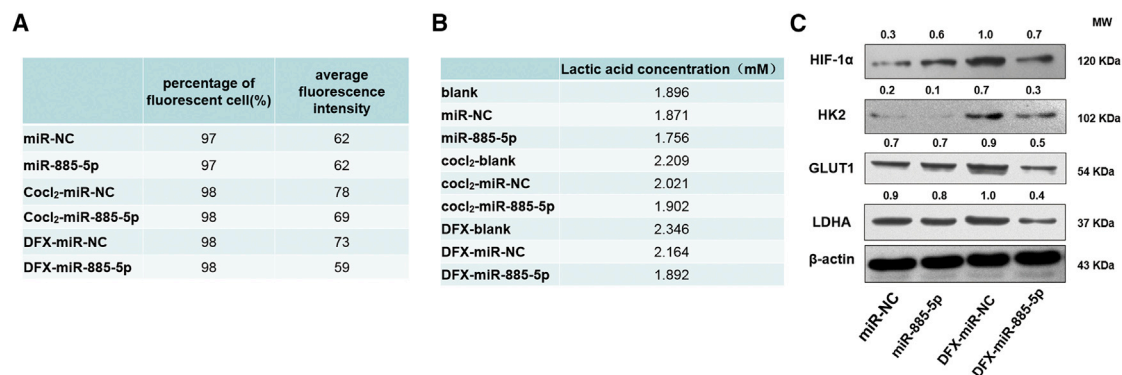 A
percentage of fluorescent cell(%) average fluorescence intensity
miR-NC 97 62
miR-885-5p 97 62
Cocl₂-miR-NC 98 78
Cocl₂-miR-885-5p 98 69
DFX-miR-NC 98 73
DFX-miR-885-5p 98 59
B
Lactic acid concentration（mM）
blank 1.896
miR-NC 1.871
miR-885-5p 1.756
cocl₂-blank 2.209
cocl₂-miR-NC 2.021
cocl₂-miR-885-5p 1.902
DFX-blank 2.346
DFX-miR-NC 2.164
DFX-miR-885-5p 1.892
C
MW
0.3 0.6 1.0 0.7
HIF-1α 120 KDa
0.2 0.1 0.7 0.3
HK2 102 KDa
0.7 0.7 0.9 0.5
GLUT1 54 KDa
0.9 0.8 1.0 0.4
LDHA 37 KDa
β-actin 43 KDa
miR-NC miR-885-5p DFX-miR-NC DFX-miR-885-5p